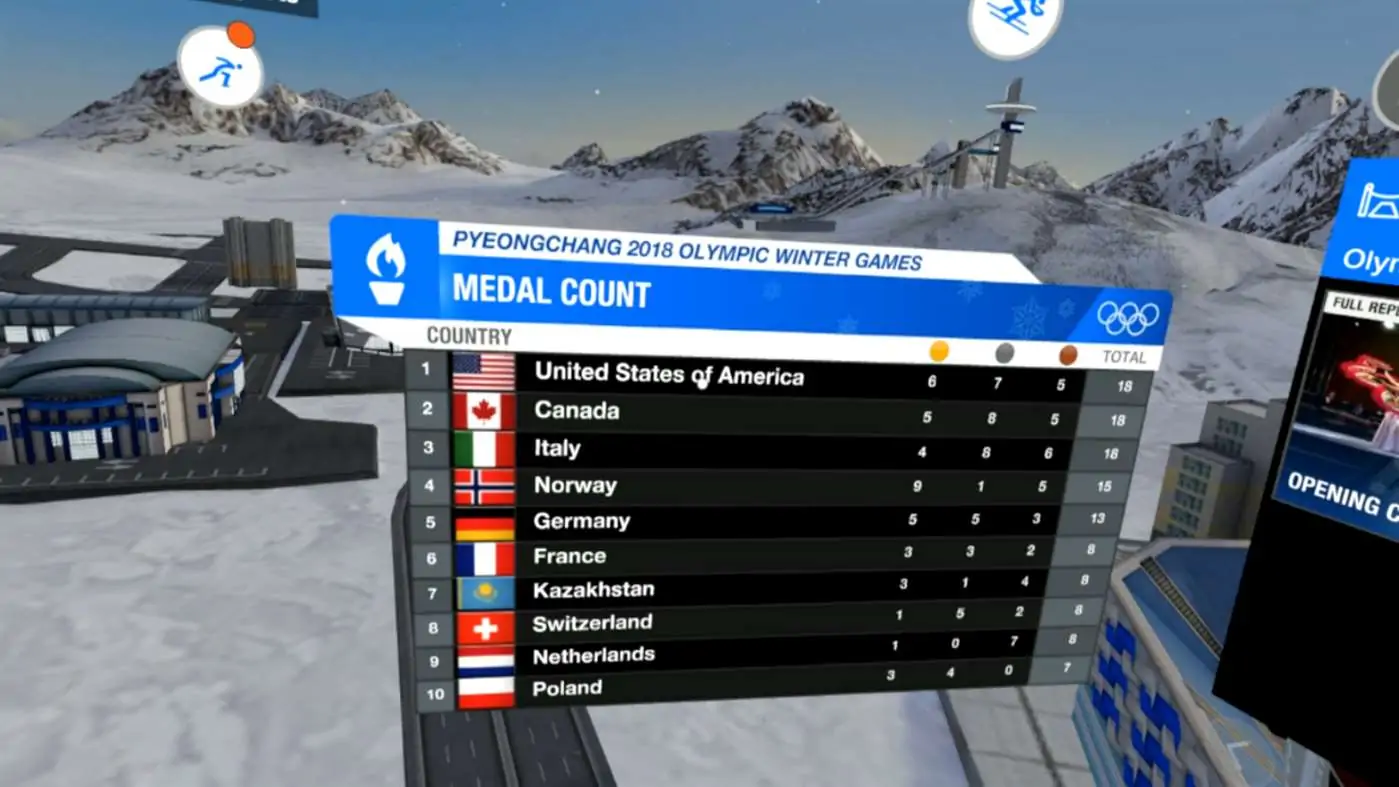 PYEONGCHANG 2018 OLYMPIC WINTER GAMES
MEDAL COUNT
COUNTRY TOTAL
1 United States of America 6 7 5 18
2 Canada 5 8 5 18
3 Italy 4 8 6 18
4 Norway 9 1 5 15
5 Germany 5 5 3 13
6 France 3 3 2 8
7 Kazakhstan 3 1 4 8
8 Switzerland 1 5 2 8
9 Netherlands 1 0 7 8
10 Poland 3 4 0 7
FULL
OPENING